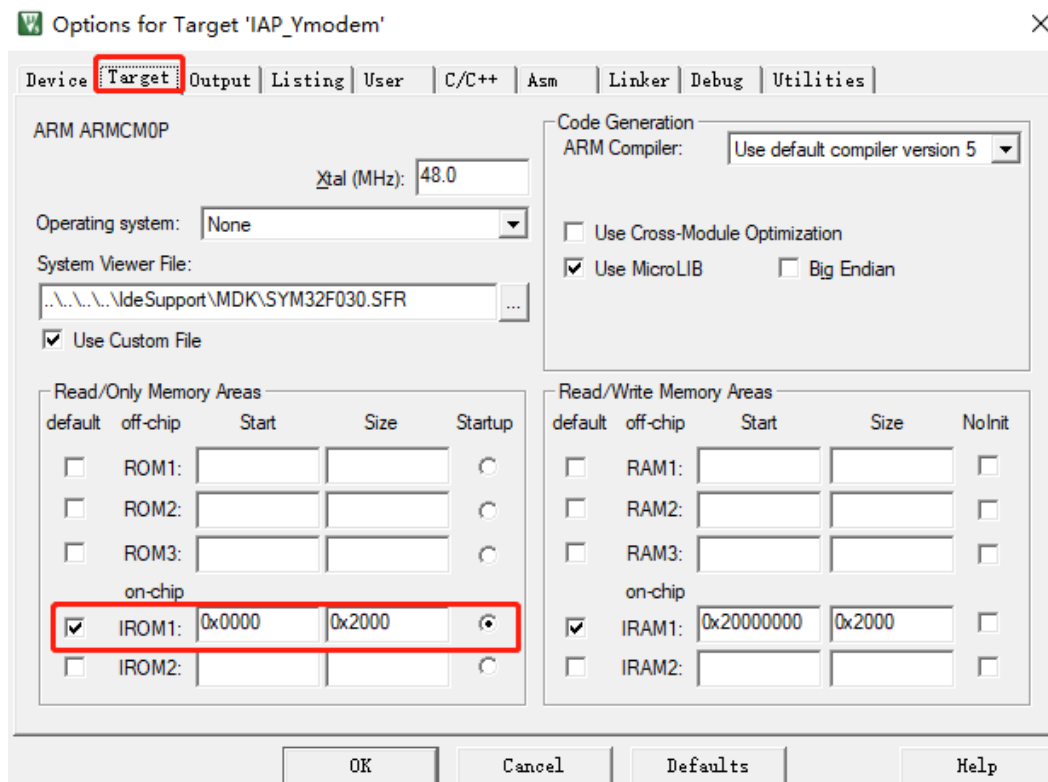 Options for Target 'IAP_Ymodem'
Device Target Output Listing User C/C++ Asm Linker Debug Utilities
ARM ARMCM0P
Xtal (MHz): 48.0
Operating system: None
System Viewer File:
..\..\..\..\IdeSupport\MDK\SYM32F030.SFR ...
Use Custom File
Code Generation
ARM Compiler: Use default compiler version 5
Use Cross-Module Optimization
Use MicroLIB Big Endian
Read/Only Memory Areas
default off-chip Start Size Startup
ROM1:
ROM2:
ROM3:
on-chip
IROM1: 0x0000 0x2000
IROM2:
Read/Write Memory Areas
default off-chip Start Size NoInit
RAM1:
RAM2:
RAM3:
on-chip
IRAM1: 0x20000000 0x2000
IRAM2:
OK Cancel Defaults Help